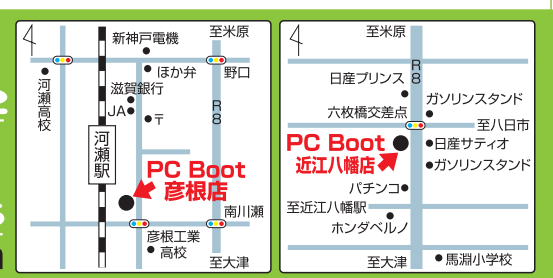 新神戸電機
至米原
ほか弁
野口
河瀬高校
滋賀銀行
JA
〒
R8
河瀬駅
PC Boot
彦根店
南川瀬
彦根工業
高校
至大津
至米原
R8
日産プリンス
ガソリンスタンド
六枚橋交差点
至八日市
PC Boot
近江八幡店
日産サティオ
ガソリンスタンド
パチンコ
至近江八幡駅
ホンダベルノ
至大津
馬淵小学校